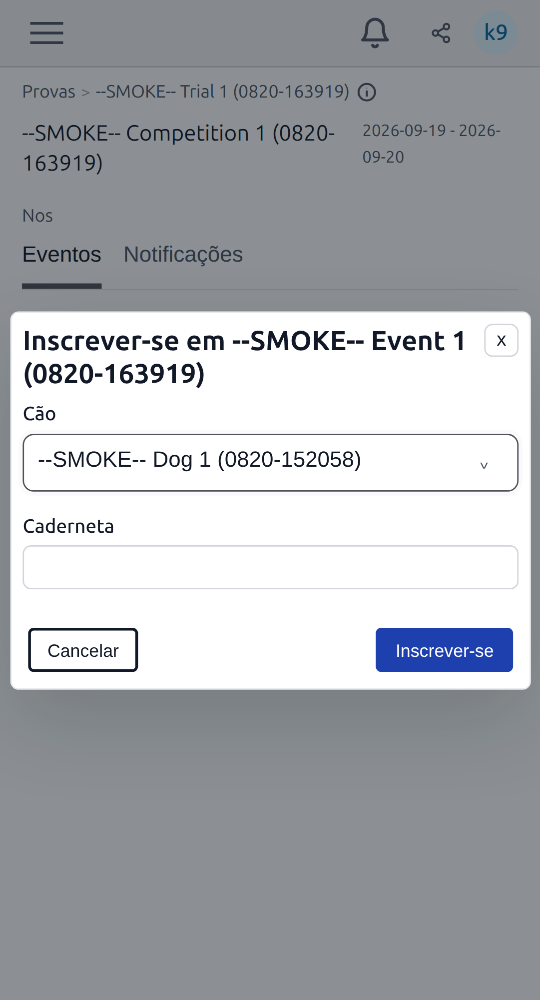 k9
Provas > --SMOKE-- Trial 1 (0820-163919)
--SMOKE-- Competition 1 (0820-
163919)
2026-09-19 - 2026-
09-20
Nos
Eventos Notificações
Inscrever-se em --SMOKE-- Event 1
(0820-163919)
x
Cão
--SMOKE-- Dog 1 (0820-152058)
Caderneta
Cancelar
Inscrever-se